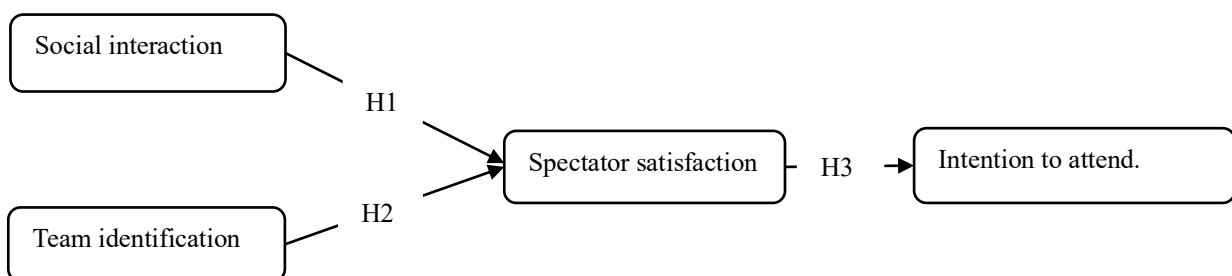 Social interaction
H1
Spectator satisfaction
H3
Intention to attend.
H2
Team identification